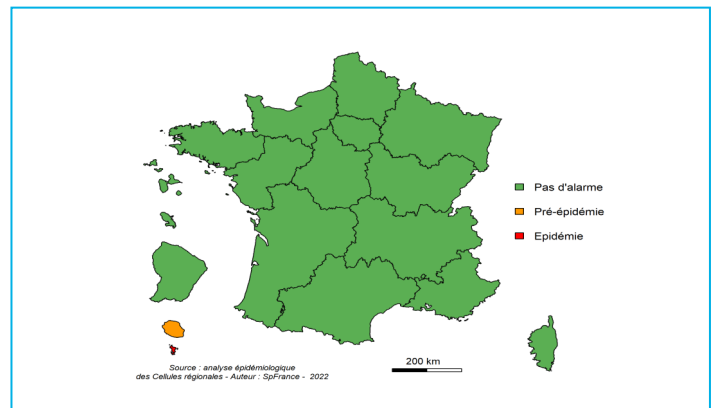 Pas d'alarme
Pré-épidémie
Epidémie
200 km
Source : analyse épidémiologique
des Cellules régionales - Auteur : SpFrance - 2022